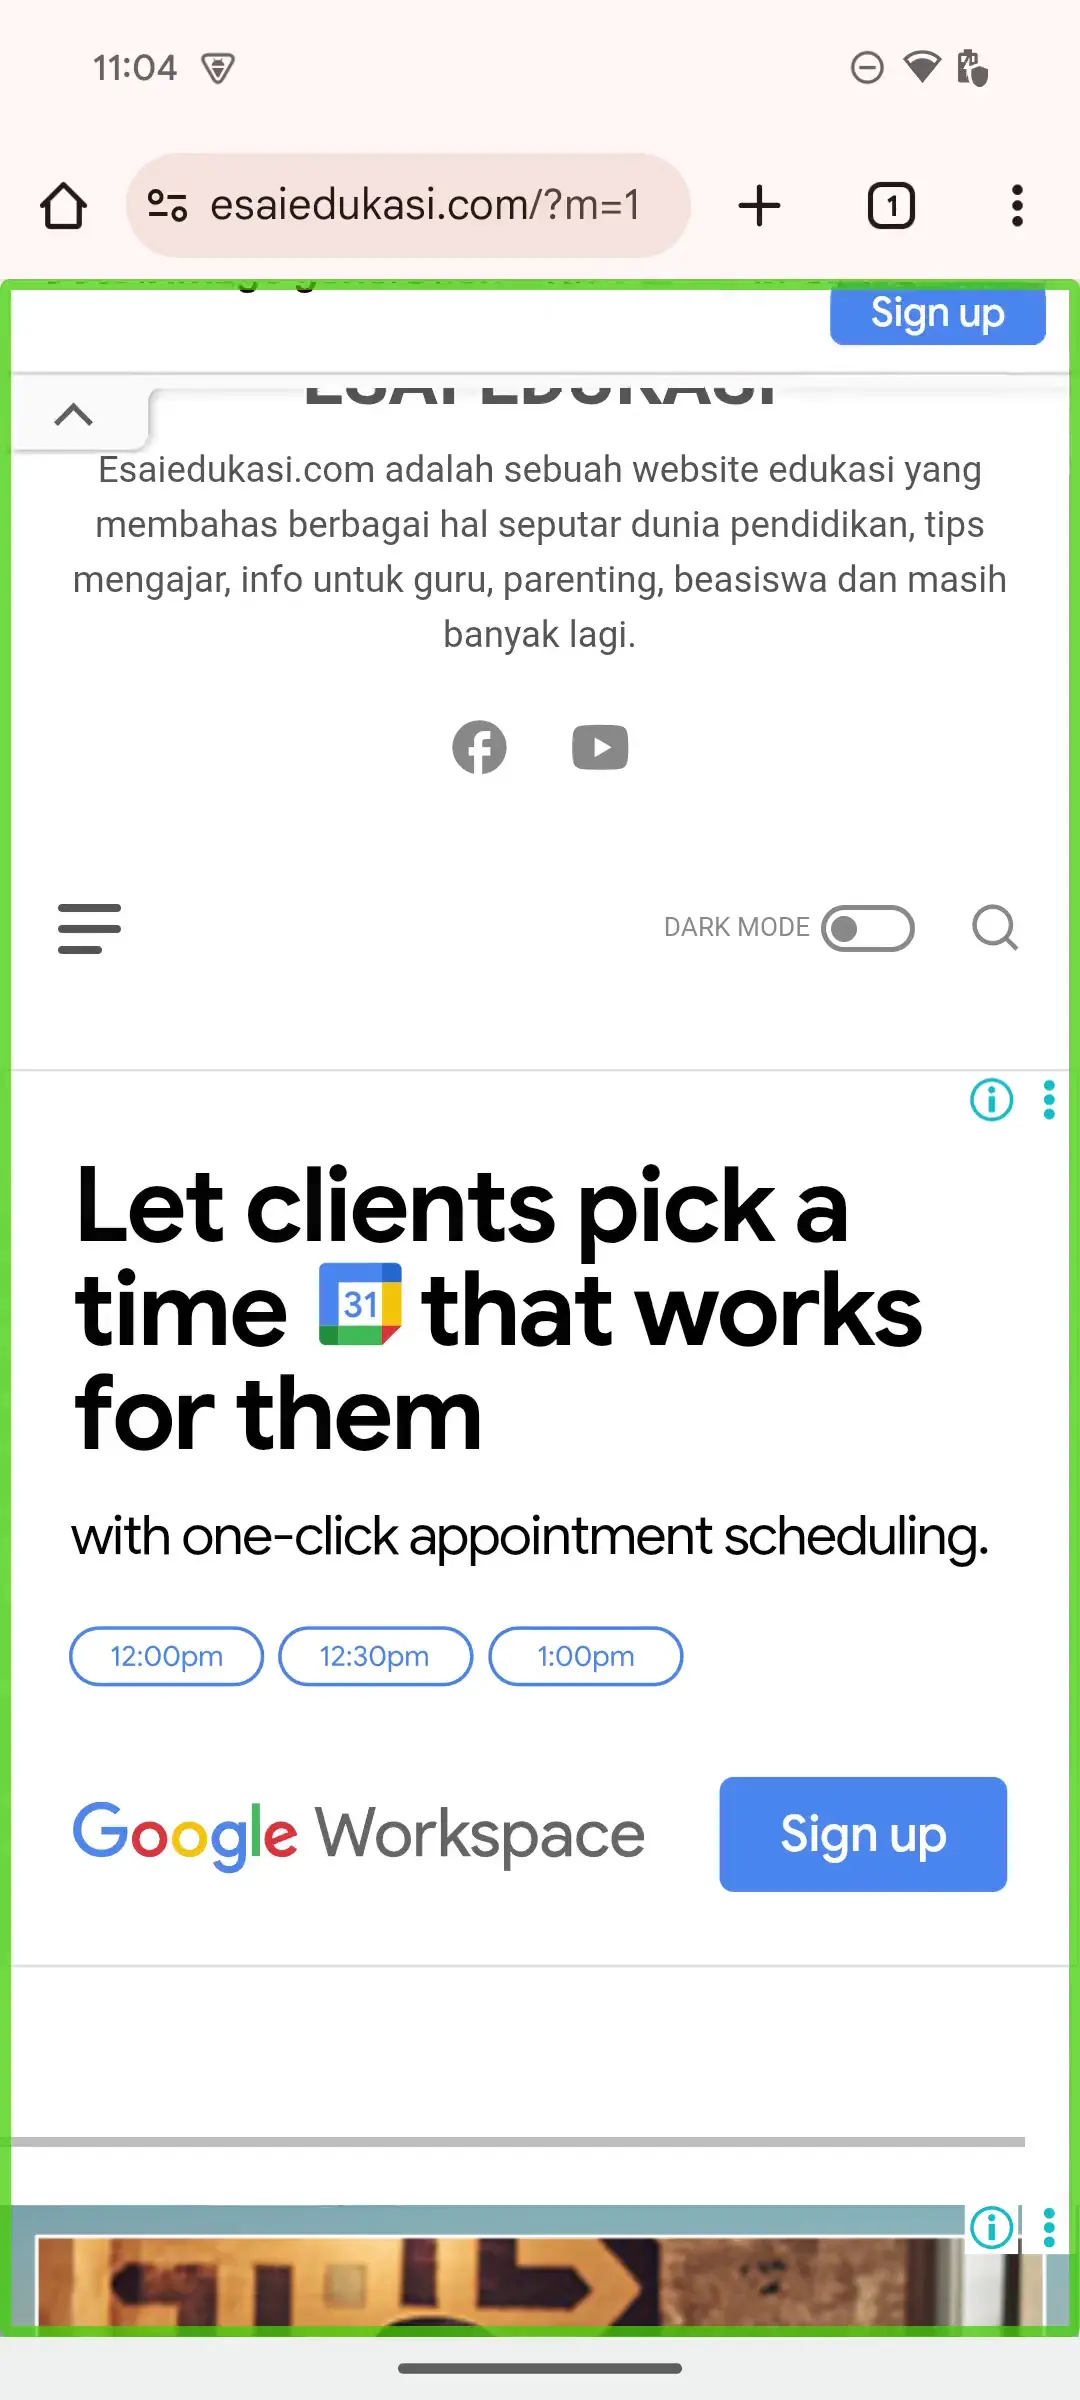 11:04
esaiedukasi.com/?m=1
1
Sign up
ESAI EDUKASI
Esaiedukasi.com adalah sebuah website edukasi yang
membahas berbagai hal seputar dunia pendidikan, tips
mengajar, info untuk guru, parenting, beasiswa dan masih
banyak lagi.
DARK MODE
Let clients pick a
time 31 that works
for them
with one-click appointment scheduling.
12:00pm 12:30pm 1:00pm
Google Workspace
Sign up